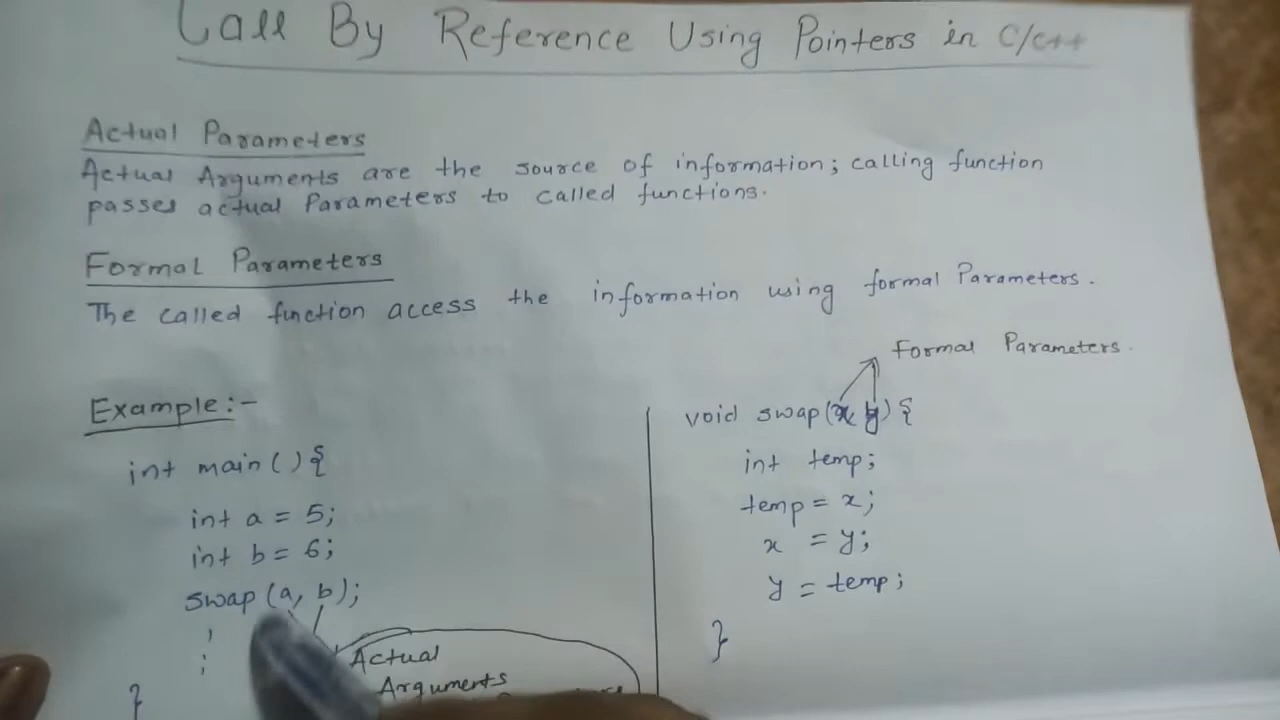 Call By Reference Using Pointers in C/C++
Actual Parameters
Actual Arguments are the source of information; calling function
passes actual Parameters to called functions.
Formal Parameters
The called function access the information using formal Parameters.
Formal Parameters.
Example:-
int main(){
int a = 5;
int b = 6;
swap(a, b);
}
Actual
Arguments
void swap(x y){
int temp;
temp = x;
x = y;
y = temp;
}